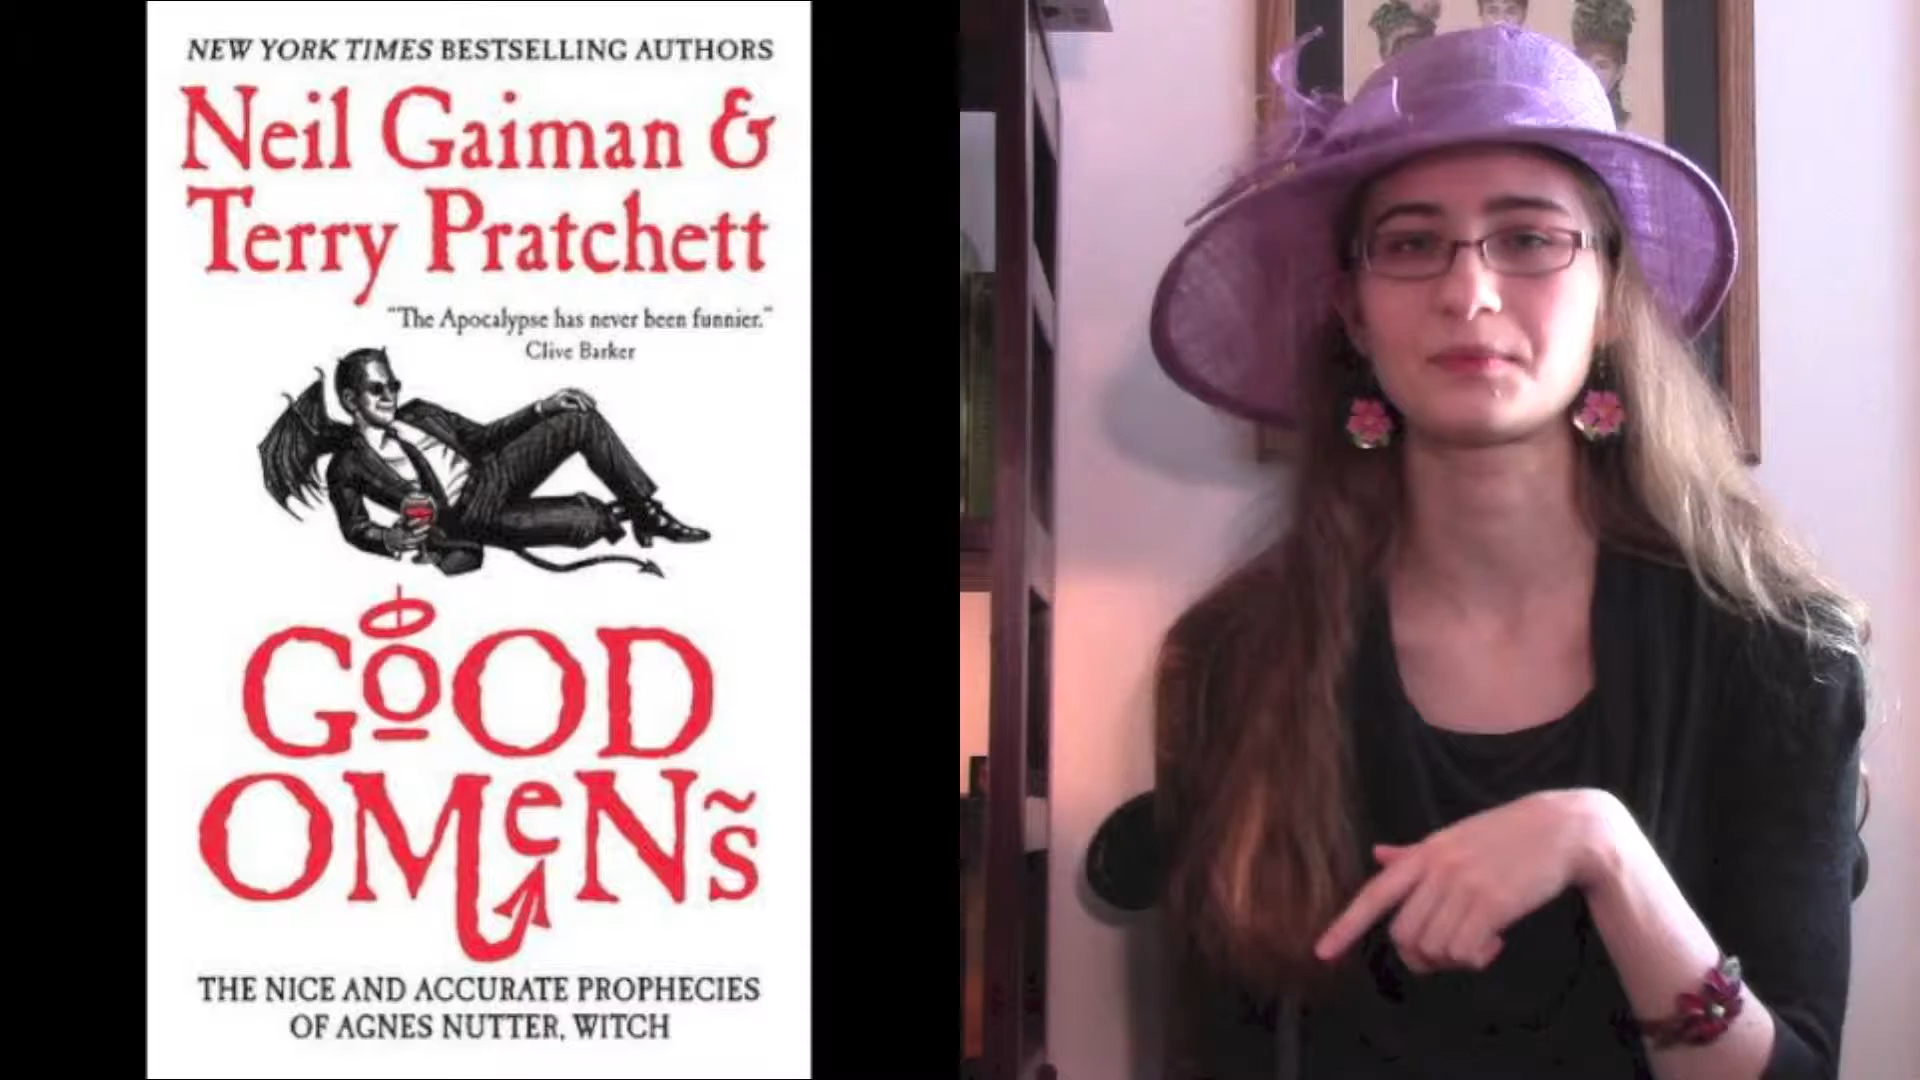 NEW YORK TIMES BESTSELLING AUTHORS
Neil Gaiman &
Terry Pratchett
"The Apocalypse has never been funnier."
Clive Barker
GOOD
OMENS
THE NICE AND ACCURATE PROPHECIES
OF AGNES NUTTER, WITCH